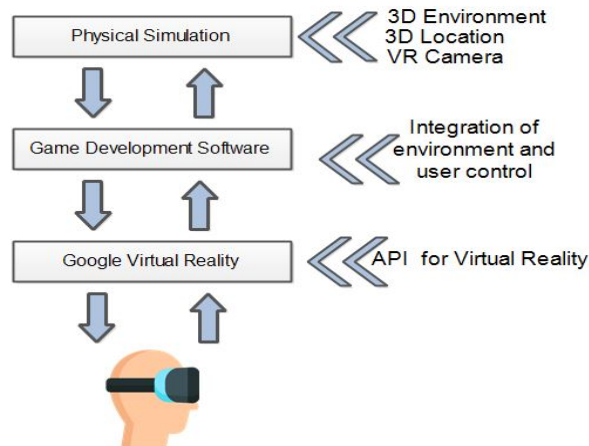 Physical Simulation
3D Environment
3D Location
VR Camera
Game Development Software
Integration of
environment and
user control
Google Virtual Reality
API for Virtual Reality